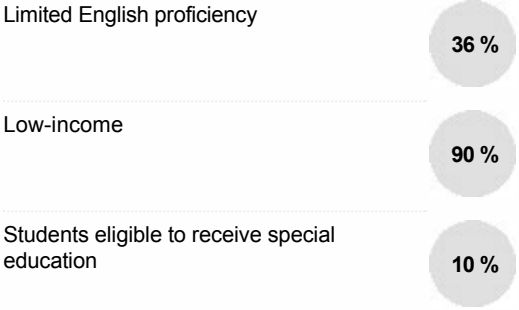 Limited English proficiency
36 %
Low-income
90 %
Students eligible to receive special
education
10 %